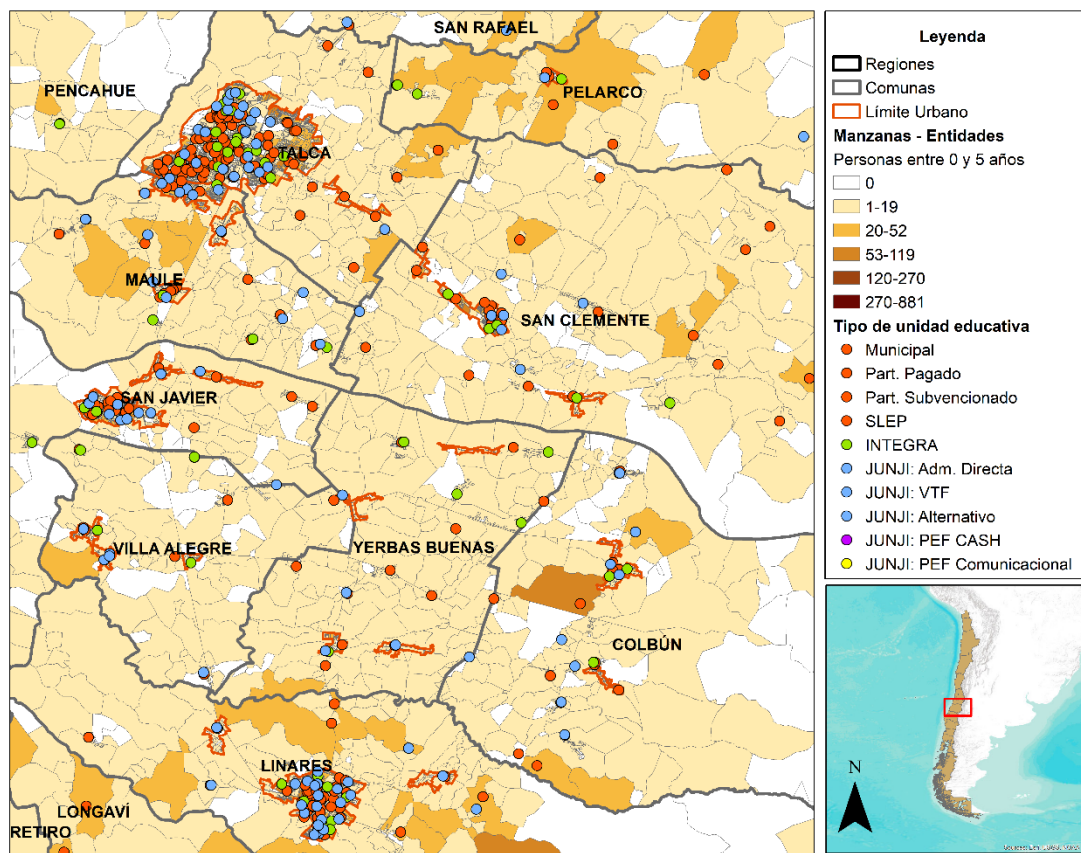 SAN RAFAEL
PENCAHUE
PELARCO
TALCA
MAULE
SAN CLEMENTE
SAN JAVIER
VILLA ALEGRE
YERBAS BUENAS
COLBÚN
LINARES
LONGAVÍ
RETIRO
Leyenda
Regiones
Comunas
Límite Urbano
Manzanas - Entidades
Personas entre 0 y 5 años
0
1-19
20-52
53-119
120-270
270-881
Tipo de unidad educativa
Municipal
Part. Pagado
Part. Subvencionado
SLEP
INTEGRA
JUNJI: Adm. Directa
JUNJI: VTF
JUNJI: Alternativo
JUNJI: PEF CASH
JUNJI: PEF Comunicacional
N